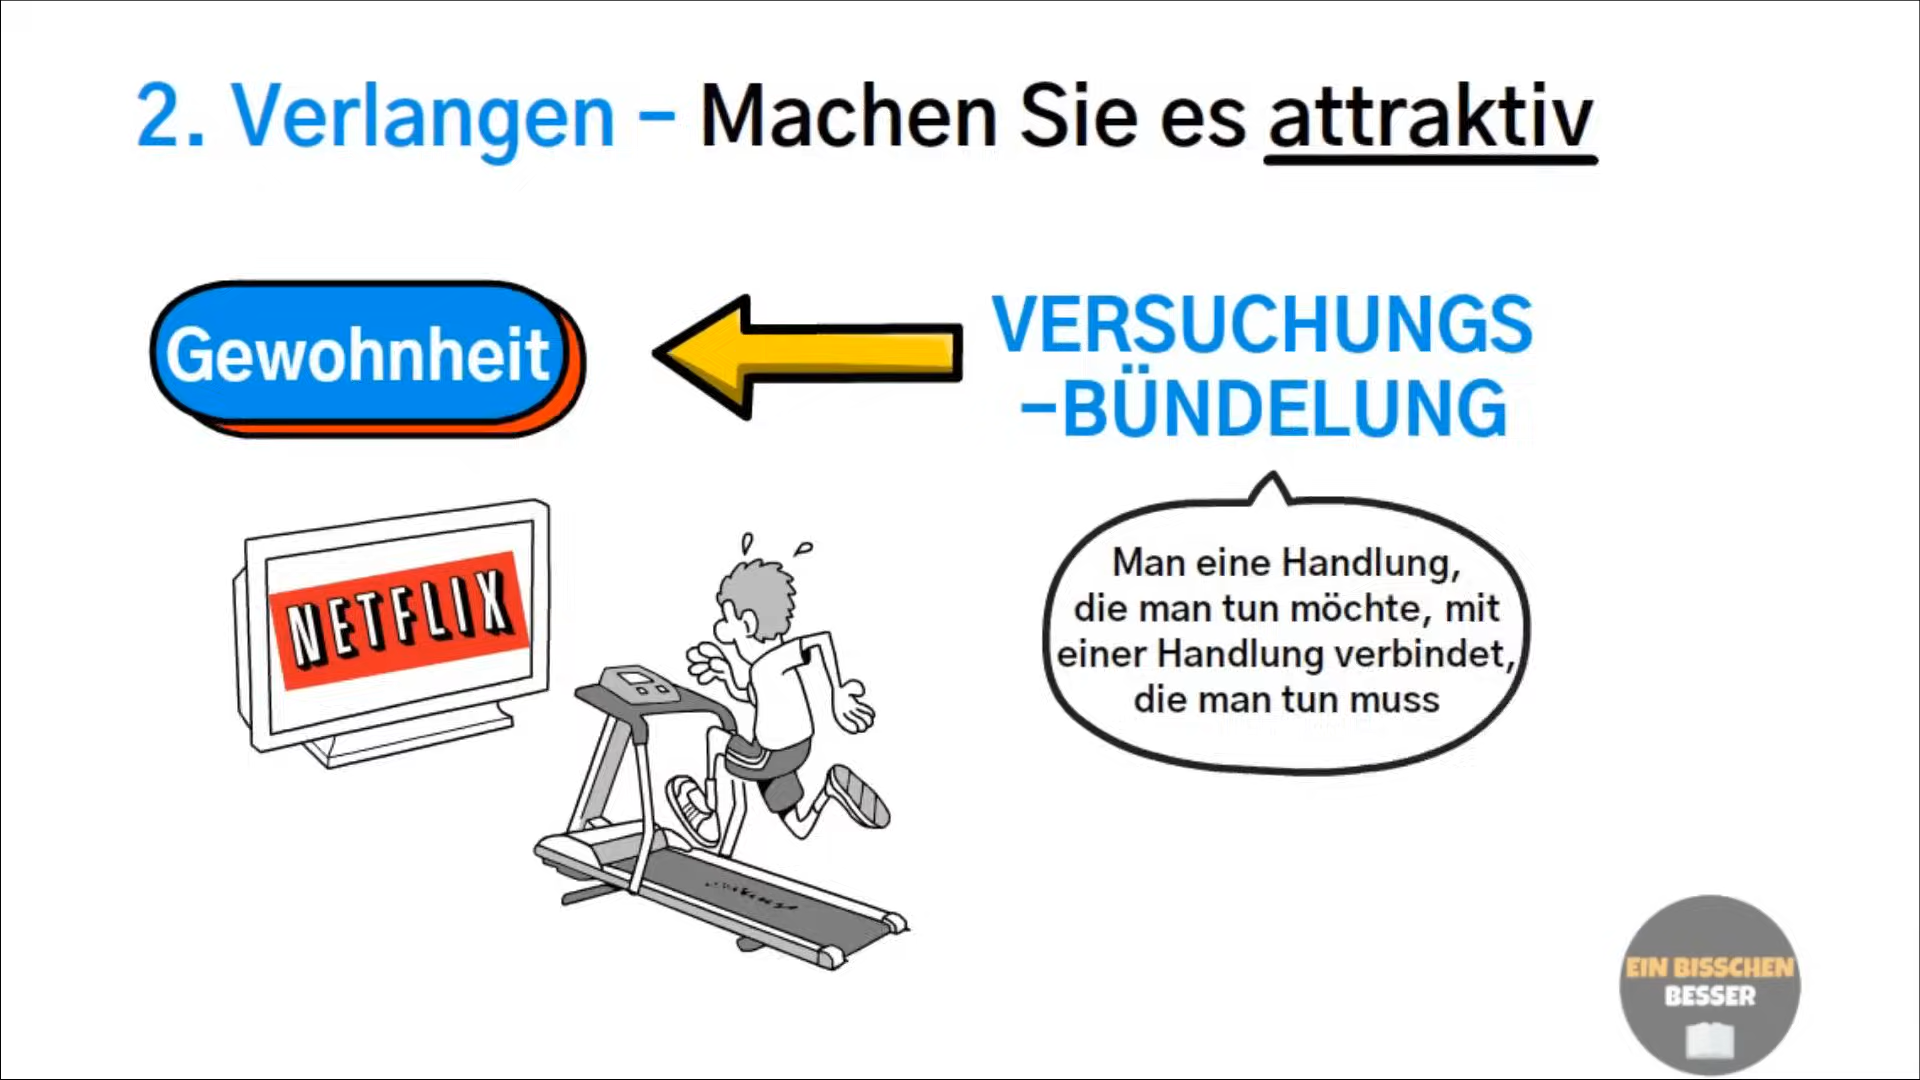 2. Verlangen - Machen Sie es attraktiv
Gewohnheit
VERSUCHUNGS
-BÜNDELUNG
NETFLIX
Man eine Handlung,
die man tun möchte, mit
einer Handlung verbindet,
die man tun muss
EIN BISSCHEN
BESSER